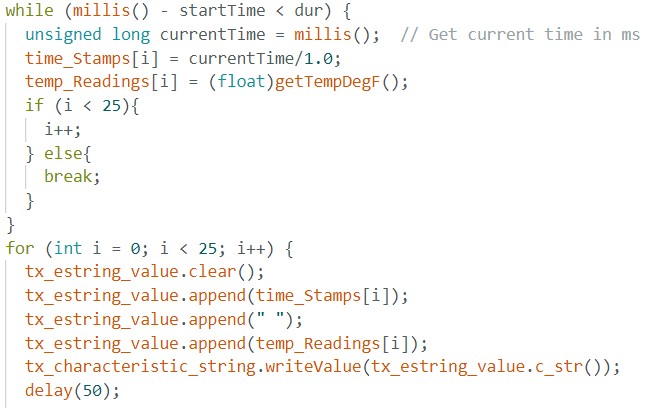 while (millis() - startTime < dur) {
  unsigned long currentTime = millis();  // Get current time in ms
  time_Stamps[i] = currentTime/1.0;
  temp_Readings[i] = (float)getTempDegF();
  if (i < 25){
    i++;
  } else{
    break;
  }
}
for (int i = 0; i < 25; i++) {
  tx_estring_value.clear();
  tx_estring_value.append(time_Stamps[i]);
  tx_estring_value.append(" ");
  tx_estring_value.append(temp_Readings[i]);
  tx_characteristic_string.writeValue(tx_estring_value.c_str());
  delay(50);